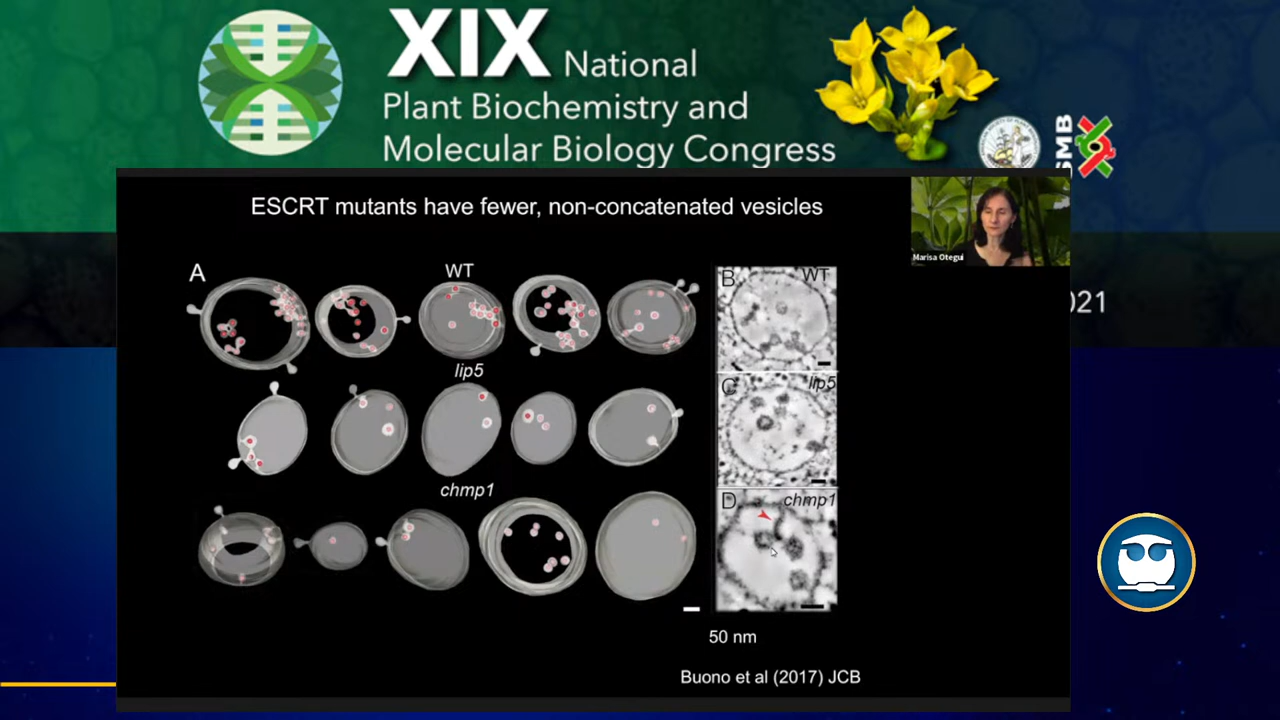 XIX National
Plant Biochemistry and
Molecular Biology Congress
SMB
ESCRT mutants have fewer, non-concatenated vesicles
Marisa Otegui
A
WT
B
WT
021
lip5
C
lip5
chmp1
D
chmp1
50 nm
Buono et al (2017) JCB